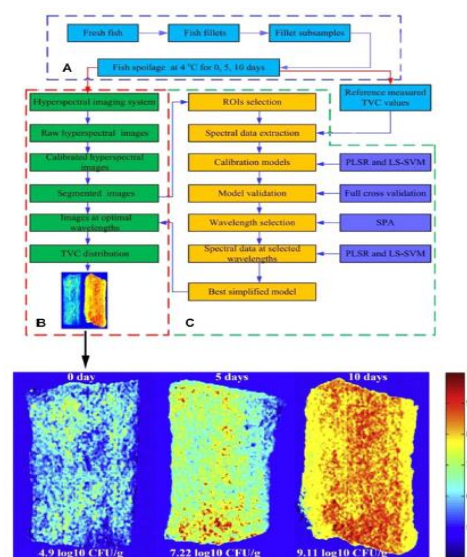 Fresh fish
Fish fillets
Fillet subsamples
A
Fish spoilage at 4 °C for 0, 5, 10 days
Hyperspectral imaging system
ROIs selection
Reference measured
TVC values
Raw hyperspectral images
Spectral data extraction
Calibrated hyperspectral
images
Calibration models
PLSR and LS-SVM
Segmented images
Model validation
Full cross validation
Images at optimal
wavelengths
Wavelength selection
SPA
TVC distribution
Spectral data at selected
wavelengths
PLSR and LS-SVM
Best simplified model
B
C
0 day
5 days
10 days
4.9 log10 CFU/g
7.22 log10 CFU/g
9.11 log10 CFU/g